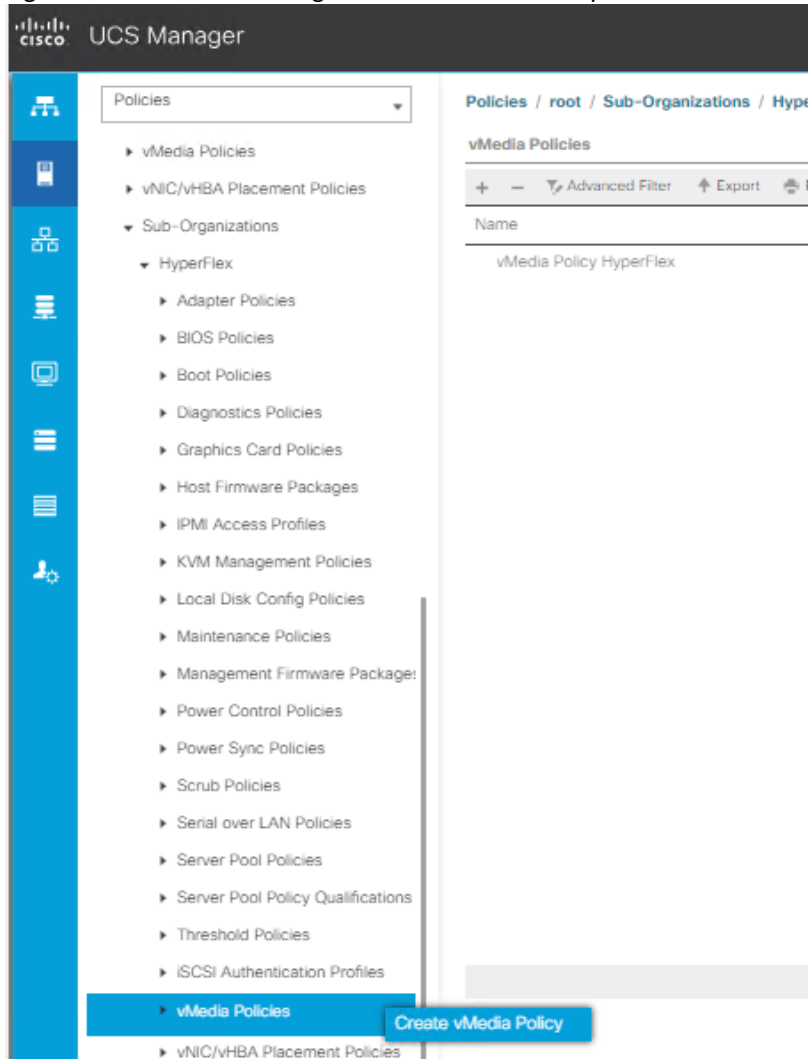 cisco UCS Manager
Policies
vMedia Policies
vNIC/vHBA Placement Policies
Sub-Organizations
HyperFlex
Adapter Policies
BIOS Policies
Boot Policies
Diagnostics Policies
Graphics Card Policies
Host Firmware Packages
IPMI Access Profiles
KVM Management Policies
Local Disk Config Policies
Maintenance Policies
Management Firmware Package
Power Control Policies
Power Sync Policies
Scrub Policies
Serial over LAN Policies
Server Pool Policies
Server Pool Policy Qualifications
Threshold Policies
iSCSI Authentication Profiles
vMedia Policies
Create vMedia Policy
vNIC/vHBA Placement Policies
Policies / root / Sub-Organizations / Hype
vMedia Policies
+ − Advanced Filter Export
Name
vMedia Policy HyperFlex